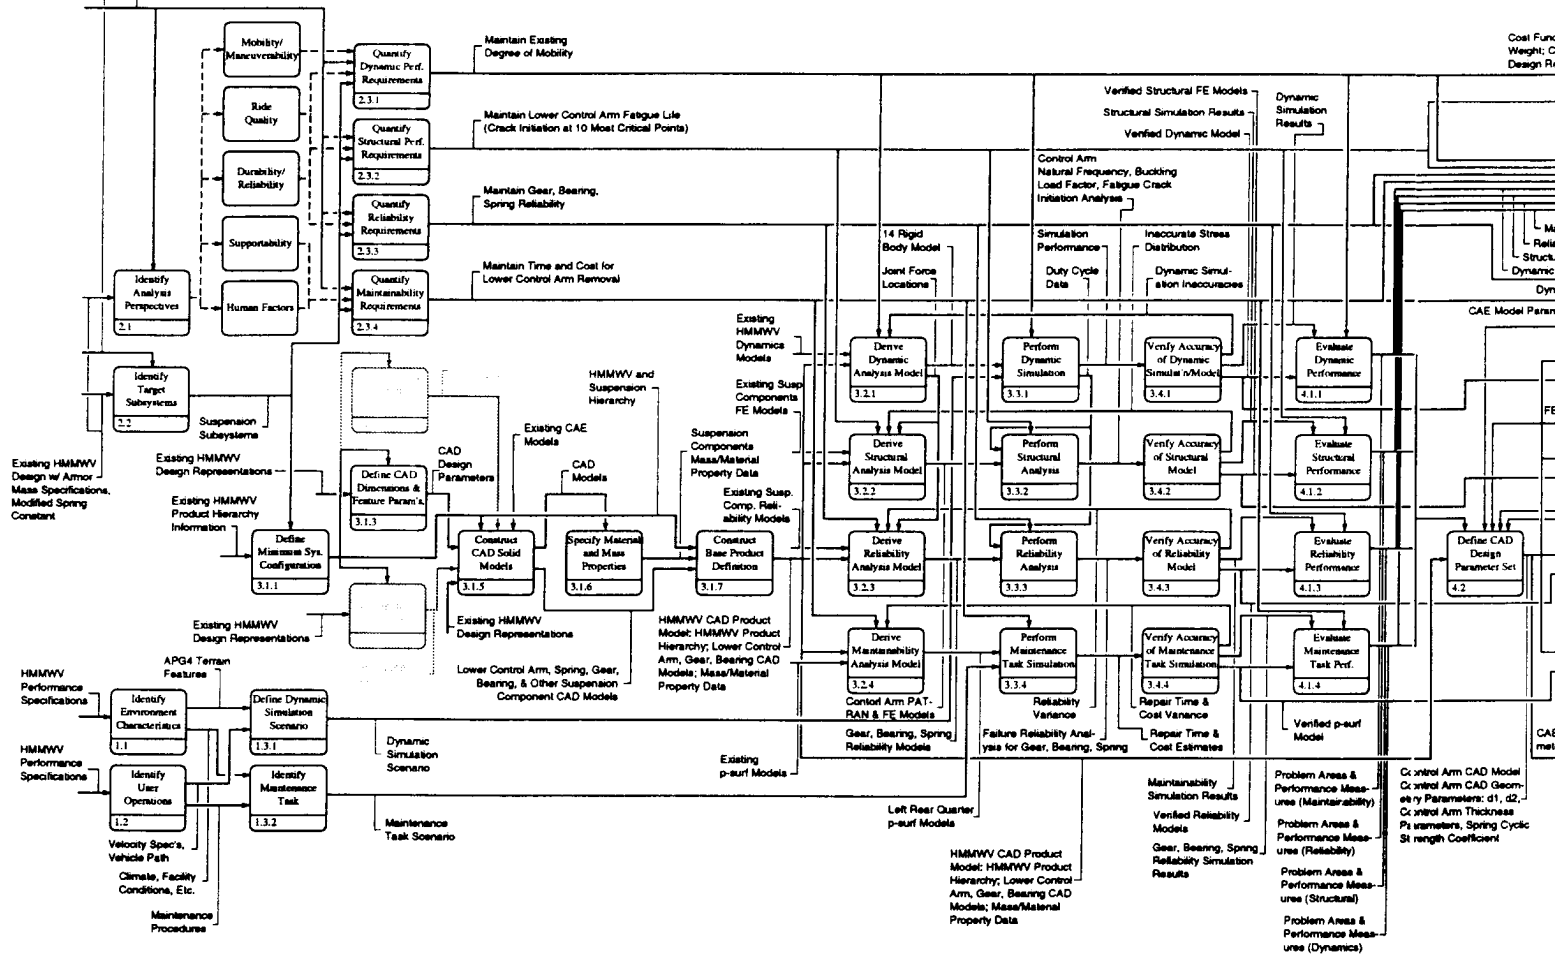 Mobility/
Maneuverability
Ride
Quality
Durability/
Reliability
Supportability
Human Factors
Quantify
Dynamic Perf.
Requirements
2.3.1
Quantify
Structural Perf.
Requirements
2.3.2
Quantify
Reliability
Requirements
2.3.3
Quantify
Maintainability
Requirements
2.3.4
Maintain Existing
Degree of Mobility
Maintain Lower Control Arm Fatigue Life
(Crack Initiation at 10 Most Critical Points)
Maintain Gear, Bearing,
Spring Reliability
Maintain Time and Cost for
Lower Control Arm Removal
Identify
Analysis
Perspectives
2.1
Identify
Target
Subsystems
2.2
Suspension
Subsystems
Existing HMMWV
Design w/ Armor
Mass Specifications,
Modified Spring
Constant
Existing HMMWV
Design Representations
Existing HMMWV
Product Hierarchy
Information
Define
Minimum Sys.
Configuration
3.1.1
Define CAD
Dimensions &
Feature Param's.
3.1.3
CAD
Design
Parameters
Existing CAE
Models
CAD
Models
HMMWV and
Suspension
Hierarchy
Construct
CAD Solid
Models
3.1.5
Specify Material
and Mass
Properties
3.1.6
Construct
Base Product
Definition
3.1.7
Suspension
Components
Mass/Material
Property Data
Existing HMMWV
Design Representations
Existing HMMWV
Design Representations
Lower Control Arm, Spring, Gear,
Bearing, & Other Suspension
Component CAD Models
HMMWV CAD Product
Model: HMMWV Product
Hierarchy; Lower Control
Arm, Gear, Bearing CAD
Models; Mass/Material
Property Data
HMMWV
Performance
Specifications
APG4 Terrain
Features
Identify
Environment
Characteristics
1.1
Define Dynamic
Simulation
Scenario
1.3.1
HMMWV
Performance
Specifications
Identify
User
Operations
1.2
Identify
Maintenance
Task
1.3.2
Dynamic
Simulation
Scenario
Maintenance
Task Scenario
Velocity Spec's,
Vehicle Path
Climate, Facility
Conditions, Etc.
Maintenance
Procedures
Existing
HMMWV
Dynamics
Models
Existing Susp
Components
FE Models
Existing Susp.
Comp. Reli-
ability Models
Existing
p-surf Models
14 Rigid
Body Model
Joint Force
Locations
Simulation
Performance
Duty Cycle
Data
Control Arm
Natural Frequency, Buckling
Load Factor, Fatigue Crack
Initiation Analysis
Inaccurate Stress
Distribution
Dynamic Simul-
ation Inaccuracies
Verified Structural FE Models
Structural Simulation Results
Verified Dynamic Model
Dynamic
Simulation
Results
Derive
Dynamic
Analysis Model
3.2.1
Perform
Dynamic
Simulation
3.3.1
Verify Accuracy
of Dynamic
Simulat'n/Model
3.4.1
Evaluate
Dynamic
Performance
4.1.1
Derive
Structural
Analysis Model
3.2.2
Perform
Structural
Analysis
3.3.2
Verify Accuracy
of Structural
Model
3.4.2
Evaluate
Structural
Performance
4.1.2
Derive
Reliability
Analysis Model
3.2.3
Perform
Reliability
Analysis
3.3.3
Verify Accuracy
of Reliability
Model
3.4.3
Evaluate
Reliability
Performance
4.1.3
Derive
Maintainability
Analysis Model
3.2.4
Perform
Maintenance
Task Simulation
3.3.4
Verify Accuracy
of Maintenance
Task Simulation
3.4.4
Evaluate
Maintenance
Task Perf.
4.1.4
Define CAD
Design
Parameter Set
4.2
Contorl Arm PAT-
RAN & FE Models
Gear, Bearing, Spring
Reliability Models
Reliability
Variance
Failure Reliability Anal-
ysis for Gear, Bearing, Spring
Repair Time &
Cost Variance
Repair Time &
Cost Estimates
Verified p-surf
Model
Left Rear Quarter
p-surf Models
HMMWV CAD Product
Model: HMMWV Product
Hierarchy; Lower Control
Arm, Gear, Bearing CAD
Models; Mass/Material
Property Data
Maintainability
Simulation Results
Verified Reliability
Models
Gear, Bearing, Spring
Reliability Simulation
Results
Problem Areas &
Performance Meas-
ures (Maintainability)
Problem Areas &
Performance Meas-
ures (Reliability)
Problem Areas &
Performance Meas-
ures (Structural)
Problem Areas &
Performance Meas-
ures (Dynamics)
Control Arm CAD Model
Control Arm CAD Geom-
etry Parameters: d1, d2,
Control Arm Thickness
Parameters, Spring Cyclic
Strength Coefficient
Cost Func
Weight; C
Design Re
Ma
Relia
Structu
Dynamic
Dyn
CAE Model Param
FE
CAE
met